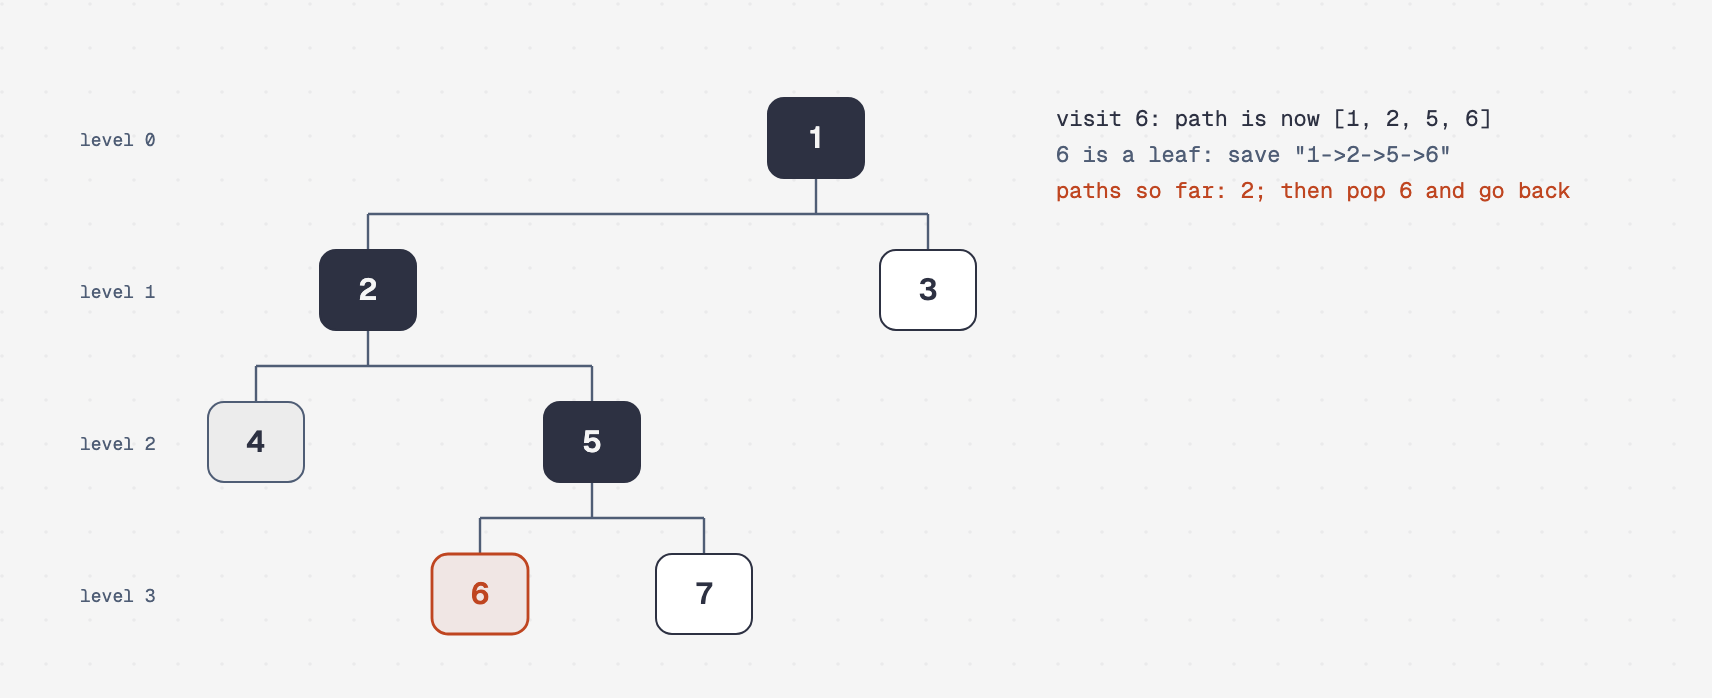 level 0
1
visit 6: path is now [1, 2, 5, 6]
6 is a leaf: save "1->2->5->6"
paths so far: 2; then pop 6 and go back
level 1
2
3
level 2
4
5
level 3
6
7